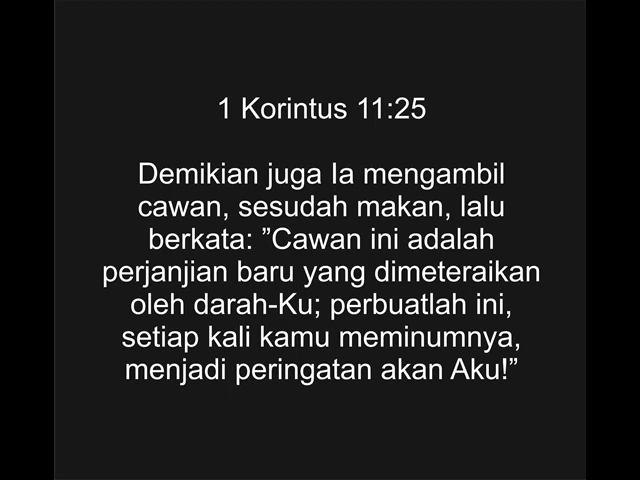 1 Korintus 11:25
Demikian juga Ia mengambil
cawan, sesudah makan, lalu
berkata: ”Cawan ini adalah
perjanjian baru yang dimeteraikan
oleh darah-Ku; perbuatlah ini,
setiap kali kamu meminumnya,
menjadi peringatan akan Aku!”